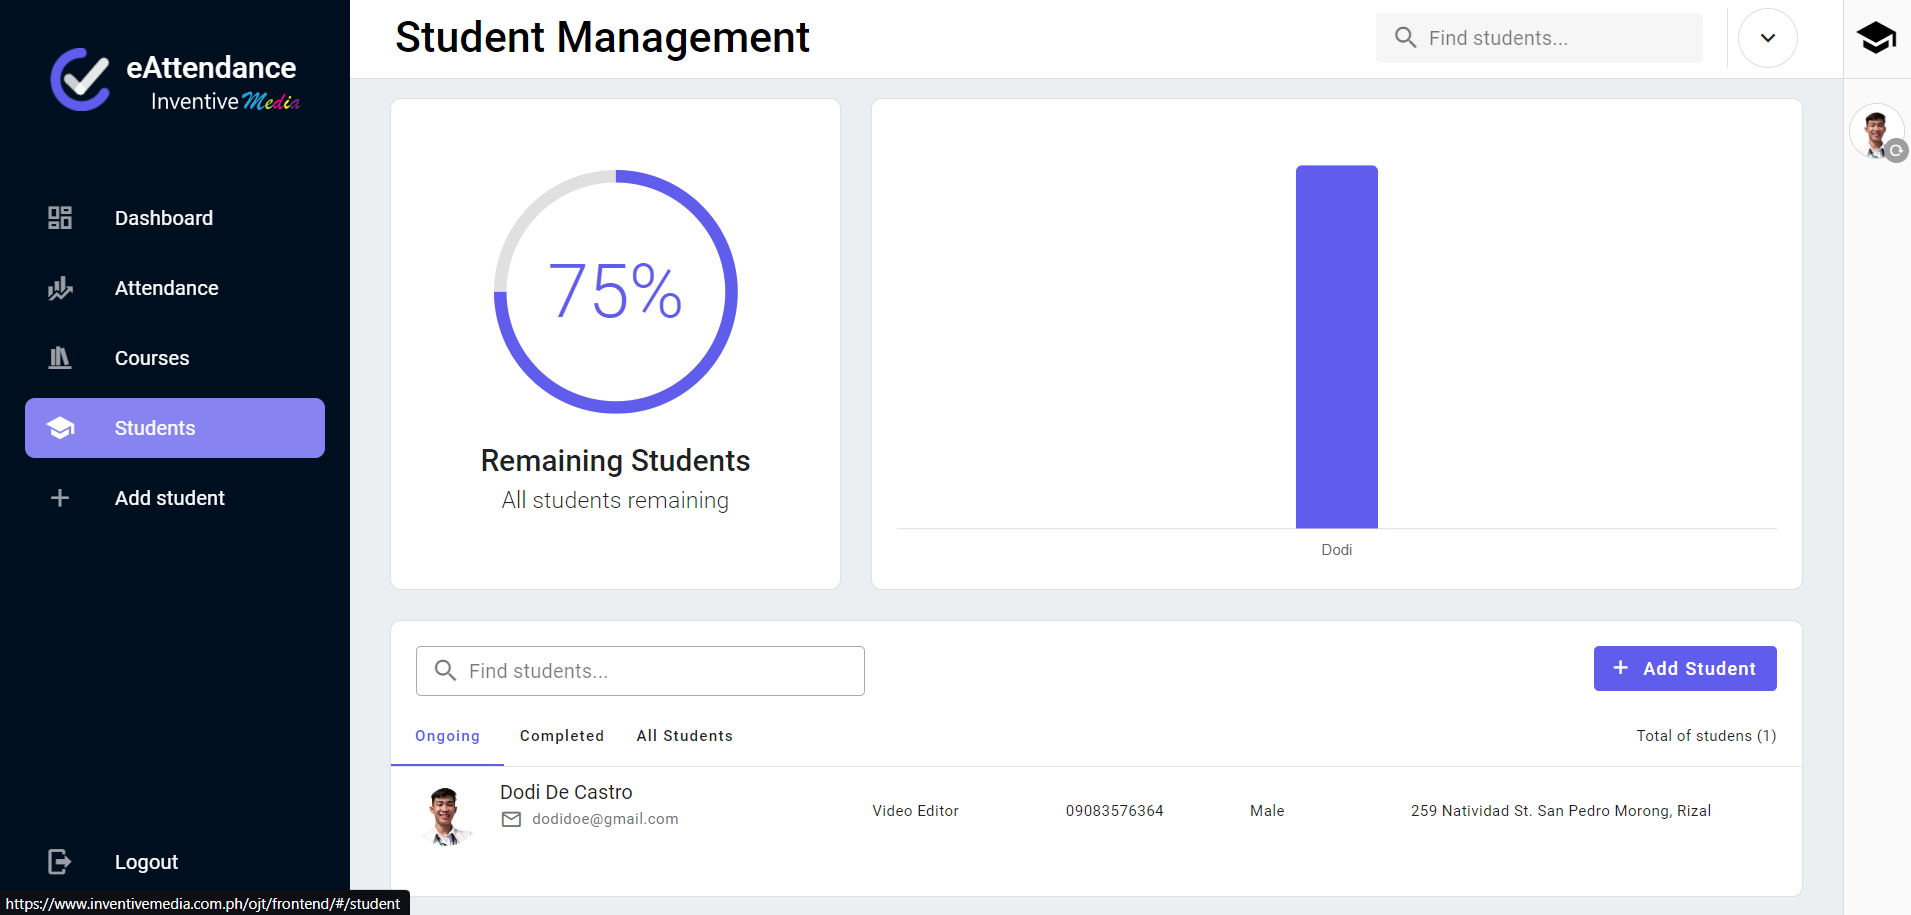 eAttendance
Inventive Media
Dashboard
Attendance
Courses
Students
Add student
Logout
https://www.inventivemedia.com.ph/ojt/frontend/#/student
Student Management
Find students...
75%
Remaining Students
All students remaining
Dodi
Find students...
+ Add Student
Ongoing Completed All Students Total of studens (1)
Dodi De Castro
dodidoe@gmail.com
Video Editor 09083576364 Male 259 Natividad St. San Pedro Morong, Rizal